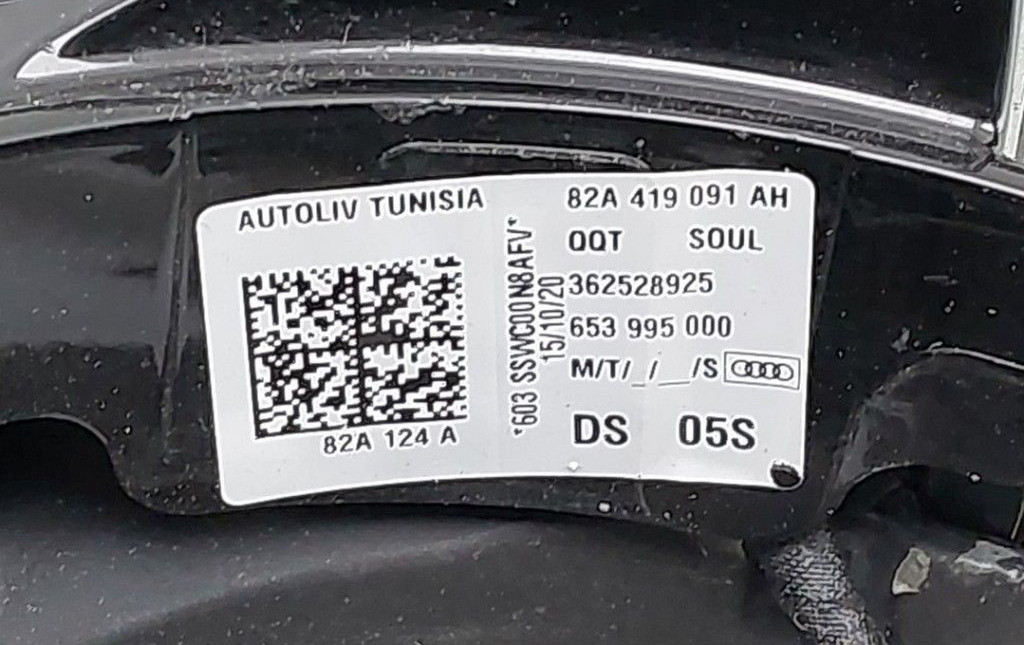 AUTOLIV TUNISIA
82A 124 A
*603 SSWC00N8AFV*
15/10/20
82A 419 091 AH
QQT SOUL
362528925
653 995 000
M/T/_/__/S
DS 05S